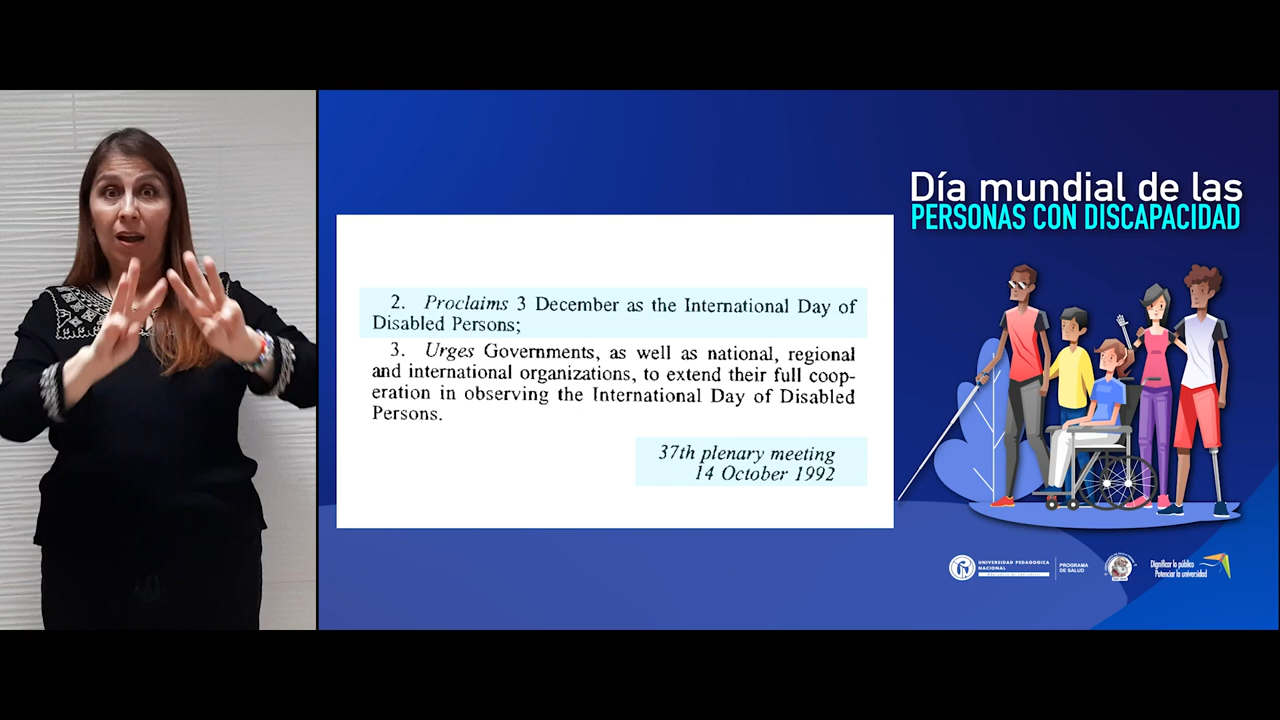 Día mundial de las
PERSONAS CON DISCAPACIDAD
2. Proclaims 3 December as the International Day of
Disabled Persons;
3. Urges Governments, as well as national, regional
and international organizations, to extend their full coop-
eration in observing the International Day of Disabled
Persons.
37th plenary meeting
14 October 1992
UNIVERSIDAD PEDAGOGICA
NACIONAL
PROGRAMA
DE SALUD
Dignificar lo público
Potenciar la universidad